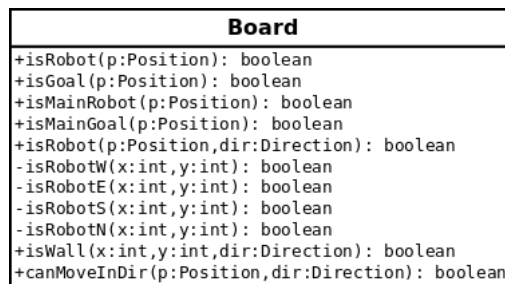 Board
+isRobot(p:Position): boolean
+isGoal(p:Position): boolean
+isMainRobot(p:Position): boolean
+isMainGoal(p:Position): boolean
+isRobot(p:Position,dir:Direction): boolean
-isRobotW(x:int,y:int): boolean
-isRobotE(x:int,y:int): boolean
-isRobotS(x:int,y:int): boolean
-isRobotN(x:int,y:int): boolean
+isWall(x:int,y:int,dir:Direction): boolean
+canMoveInDir(p:Position,dir:Direction): boolean